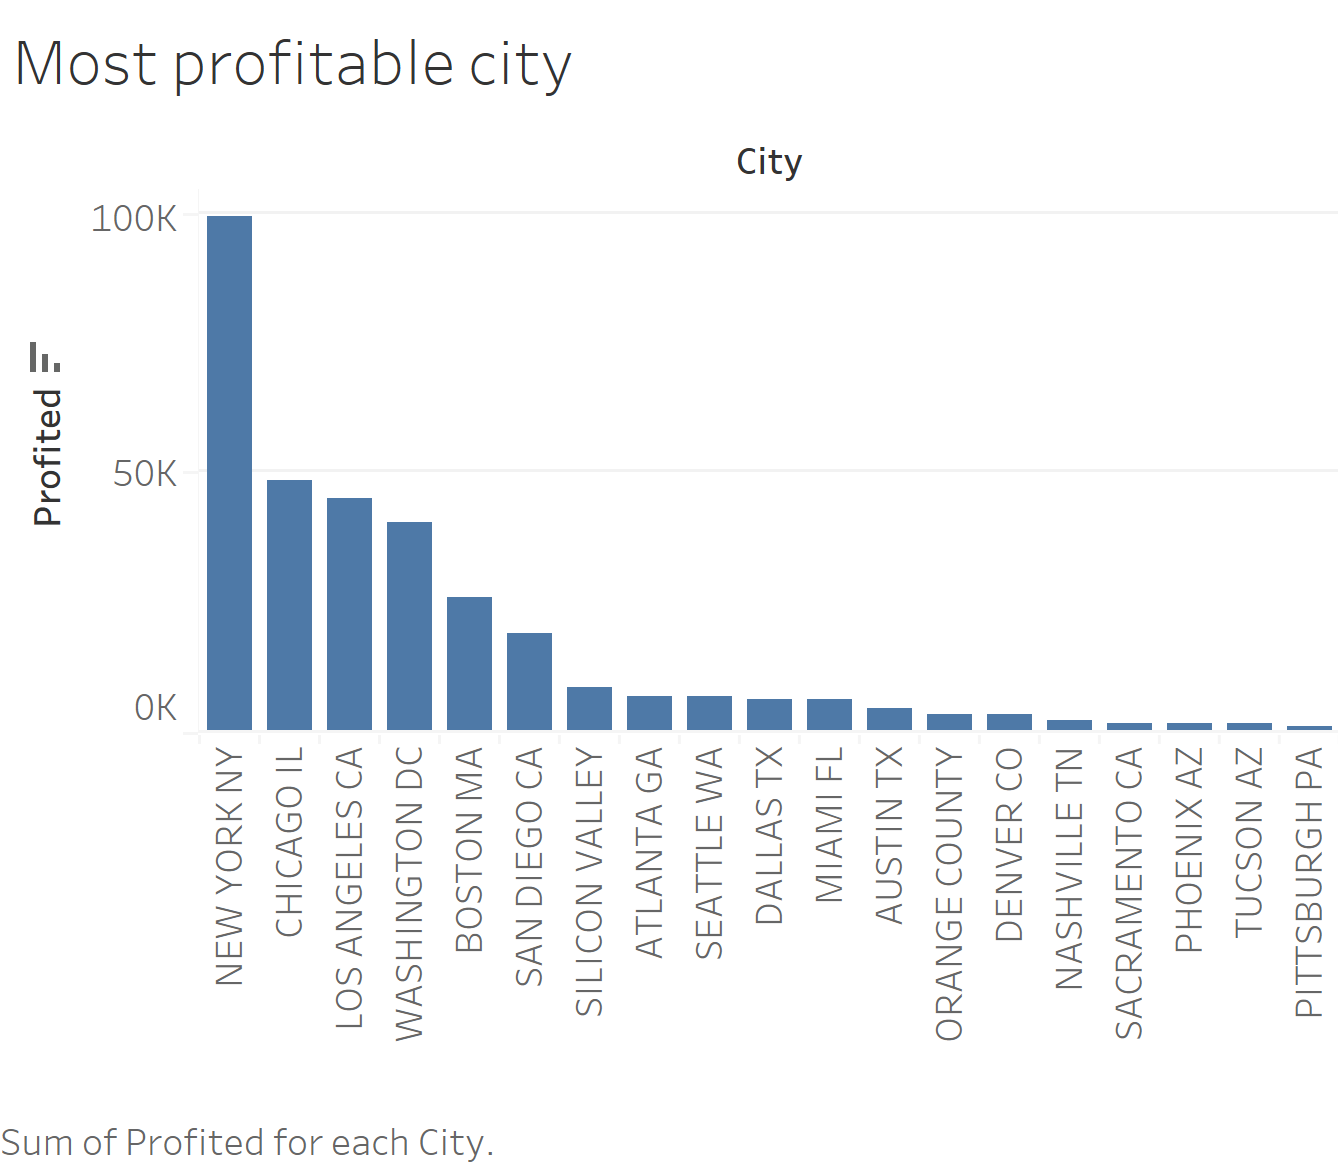 Most profitable city
City
Profited
100K
50K
0K
NEW YORK NY
CHICAGO IL
LOS ANGELES CA
WASHINGTON DC
BOSTON MA
SAN DIEGO CA
SILICON VALLEY
ATLANTA GA
SEATTLE WA
DALLAS TX
MIAMI FL
AUSTIN TX
ORANGE COUNTY
DENVER CO
NASHVILLE TN
SACRAMENTO CA
PHOENIX AZ
TUCSON AZ
PITTSBURGH PA
Sum of Profited for each City.